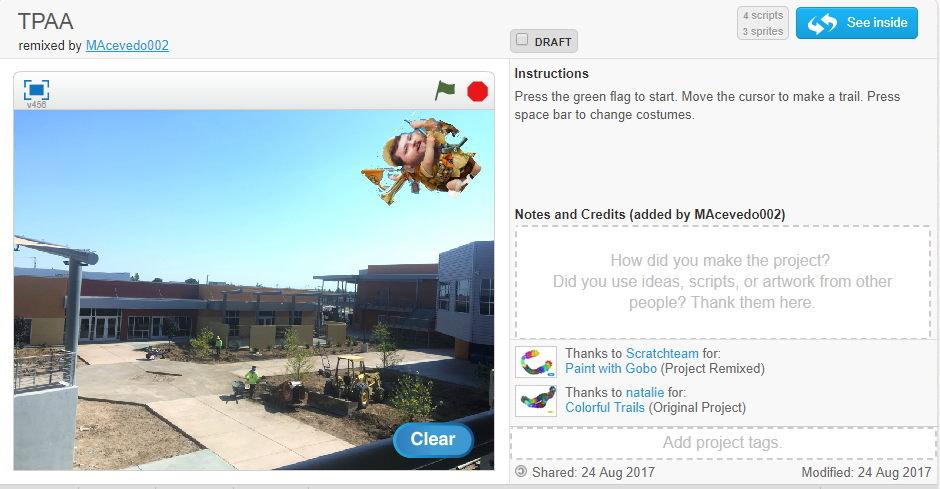 TPAA
remixed by MAcevedo002
4 scripts
3 sprites
See inside
DRAFT
v456
Instructions
Press the green flag to start. Move the cursor to make a trail. Press
space bar to change costumes.
Notes and Credits (added by MAcevedo002)
How did you make the project?
Did you use ideas, scripts, or artwork from other
people? Thank them here.
Thanks to Scratchteam for:
Paint with Gobo (Project Remixed)
Thanks to natalie for:
Colorful Trails (Original Project)
Clear
Add project tags.
Shared: 24 Aug 2017
Modified: 24 Aug 2017